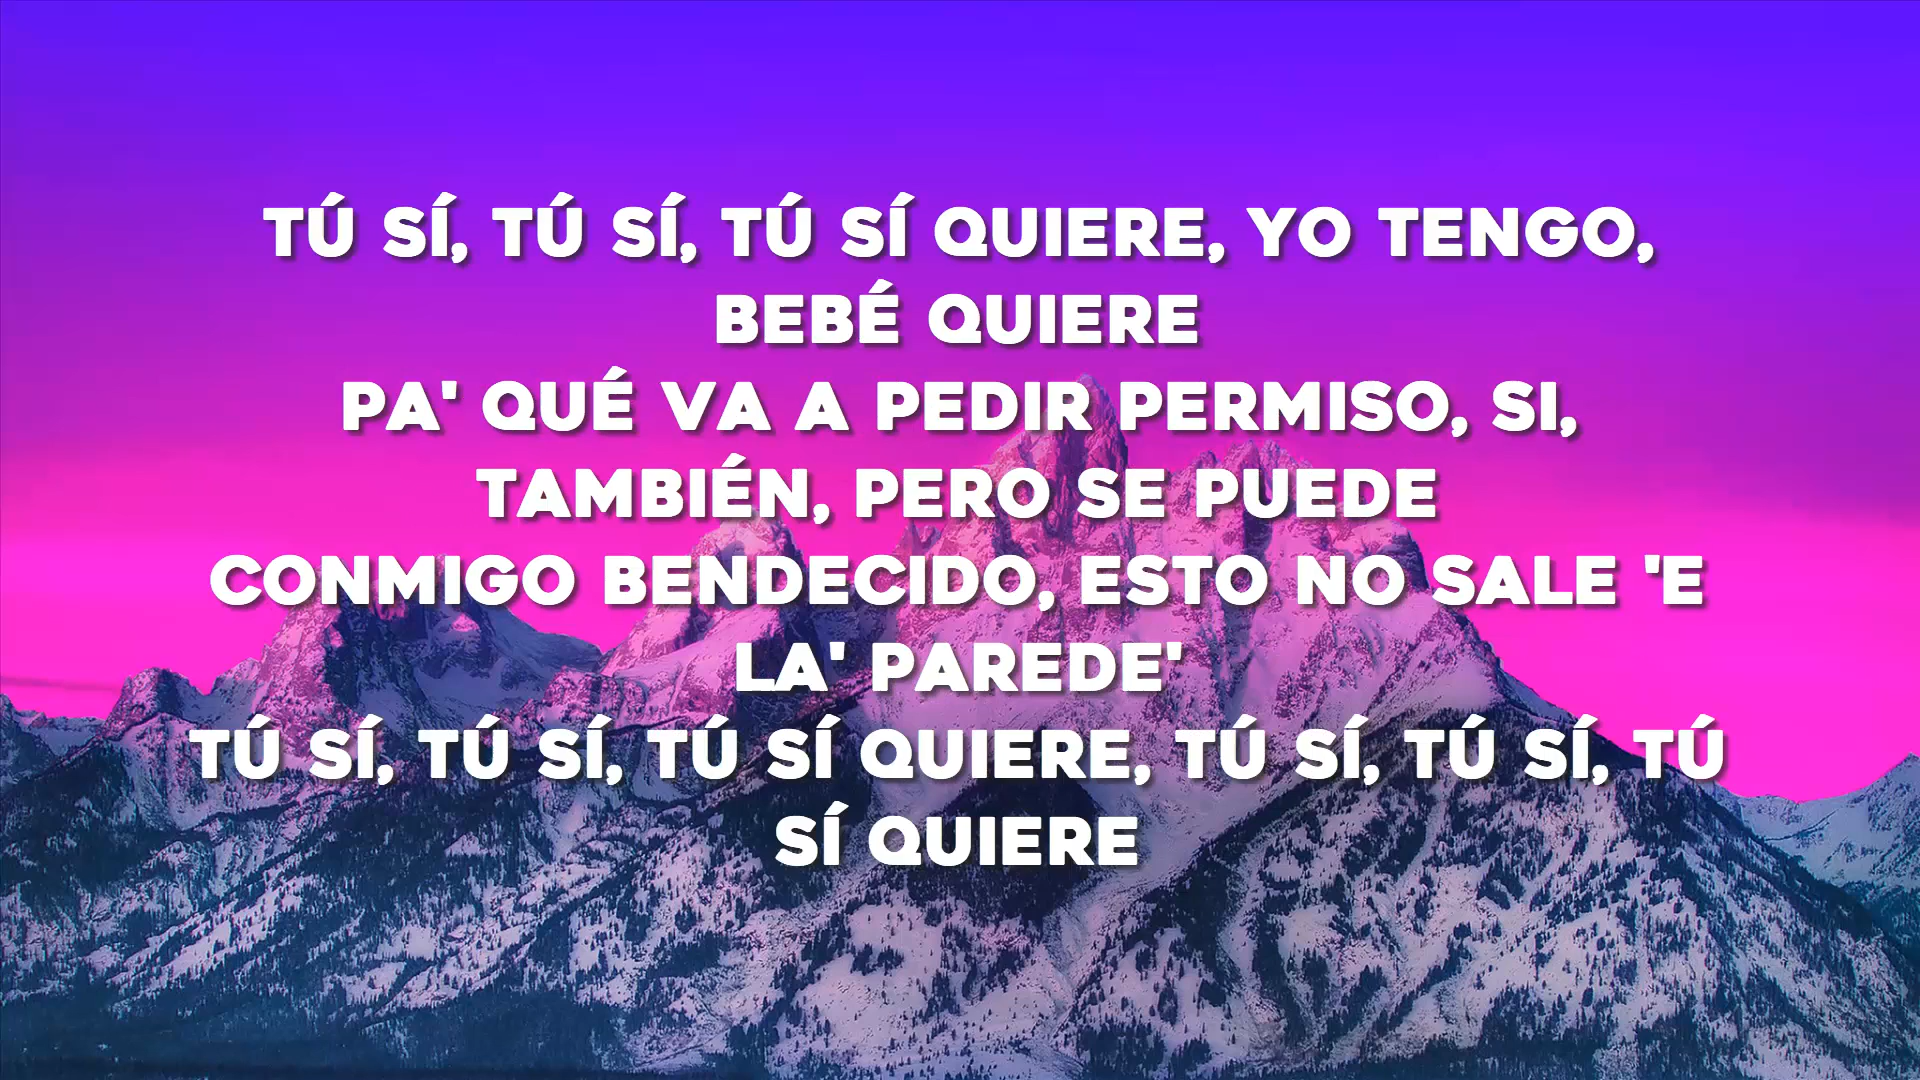 TÚ SÍ, TÚ SÍ, TÚ SÍ QUIERE, YO TENGO,
BEBÉ QUIERE
PA' QUÉ VA A PEDIR PERMISO, SI,
TAMBIÉN, PERO SE PUEDE
CONMIGO BENDECIDO, ESTO NO SALE 'E
LA' PAREDE'
TÚ SÍ, TÚ SÍ, TÚ SÍ QUIERE, TÚ SÍ, TÚ SÍ, TÚ
SÍ QUIERE